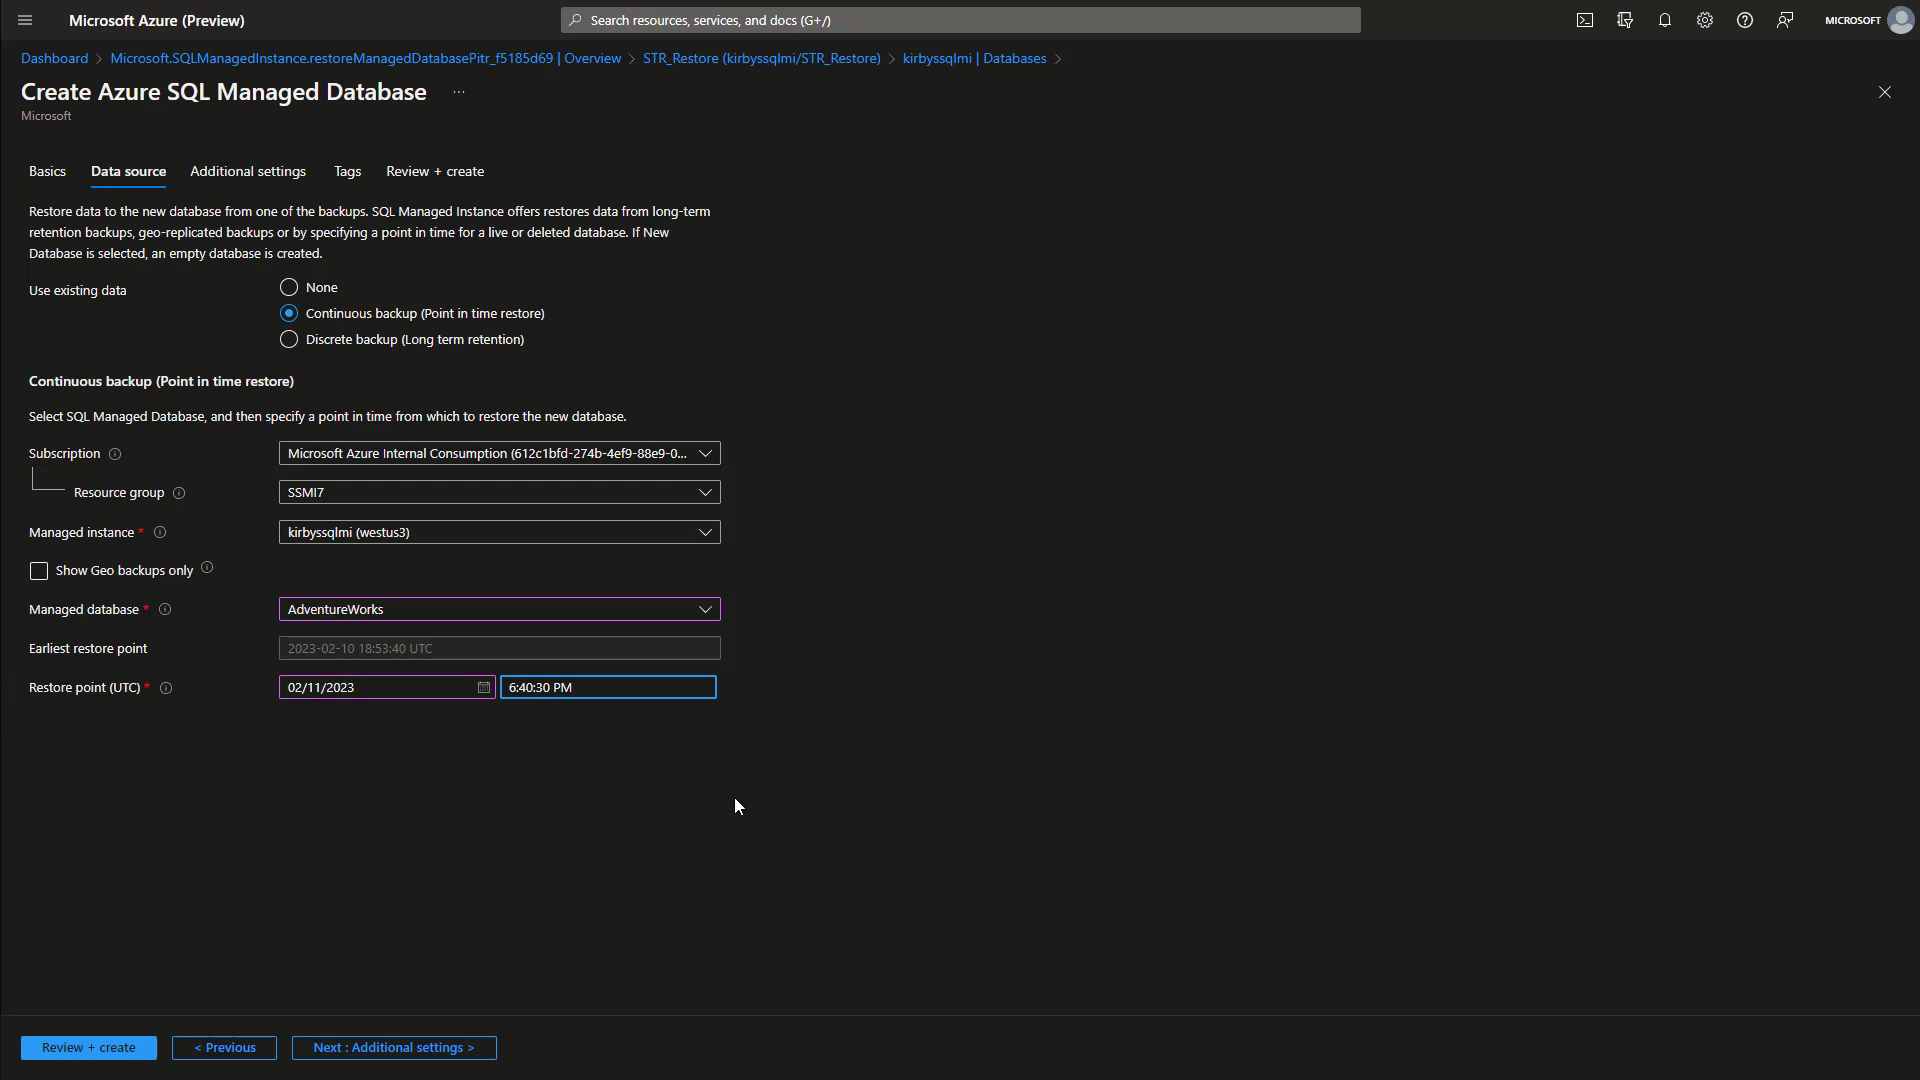 Microsoft Azure (Preview)
Search resources, services, and docs (G+/)
MICROSOFT
Dashboard > Microsoft.SQLManagedInstance.restoreManagedDatabasePitr_f5185d69 | Overview > STR_Restore (kirbyssqlmi/STR_Restore) > kirbyssqlmi | Databases >
Create Azure SQL Managed Database ...
Microsoft
Basics Data source Additional settings Tags Review + create
Restore data to the new database from one of the backups. SQL Managed Instance offers restores data from long-term
retention backups, geo-replicated backups or by specifying a point in time for a live or deleted database. If New
Database is selected, an empty database is created.
Use existing data
None
Continuous backup (Point in time restore)
Discrete backup (Long term retention)
Continuous backup (Point in time restore)
Select SQL Managed Database, and then specify a point in time from which to restore the new database.
Subscription Microsoft Azure Internal Consumption (612c1bfd-274b-4ef9-88e9-0...
Resource group SSMI7
Managed instance * kirbyssqlmi (westus3)
Show Geo backups only
Managed database * AdventureWorks
Earliest restore point 2023-02-10 18:53:40 UTC
Restore point (UTC) * 02/11/2023 6:40:30 PM
Review + create < Previous Next : Additional settings >